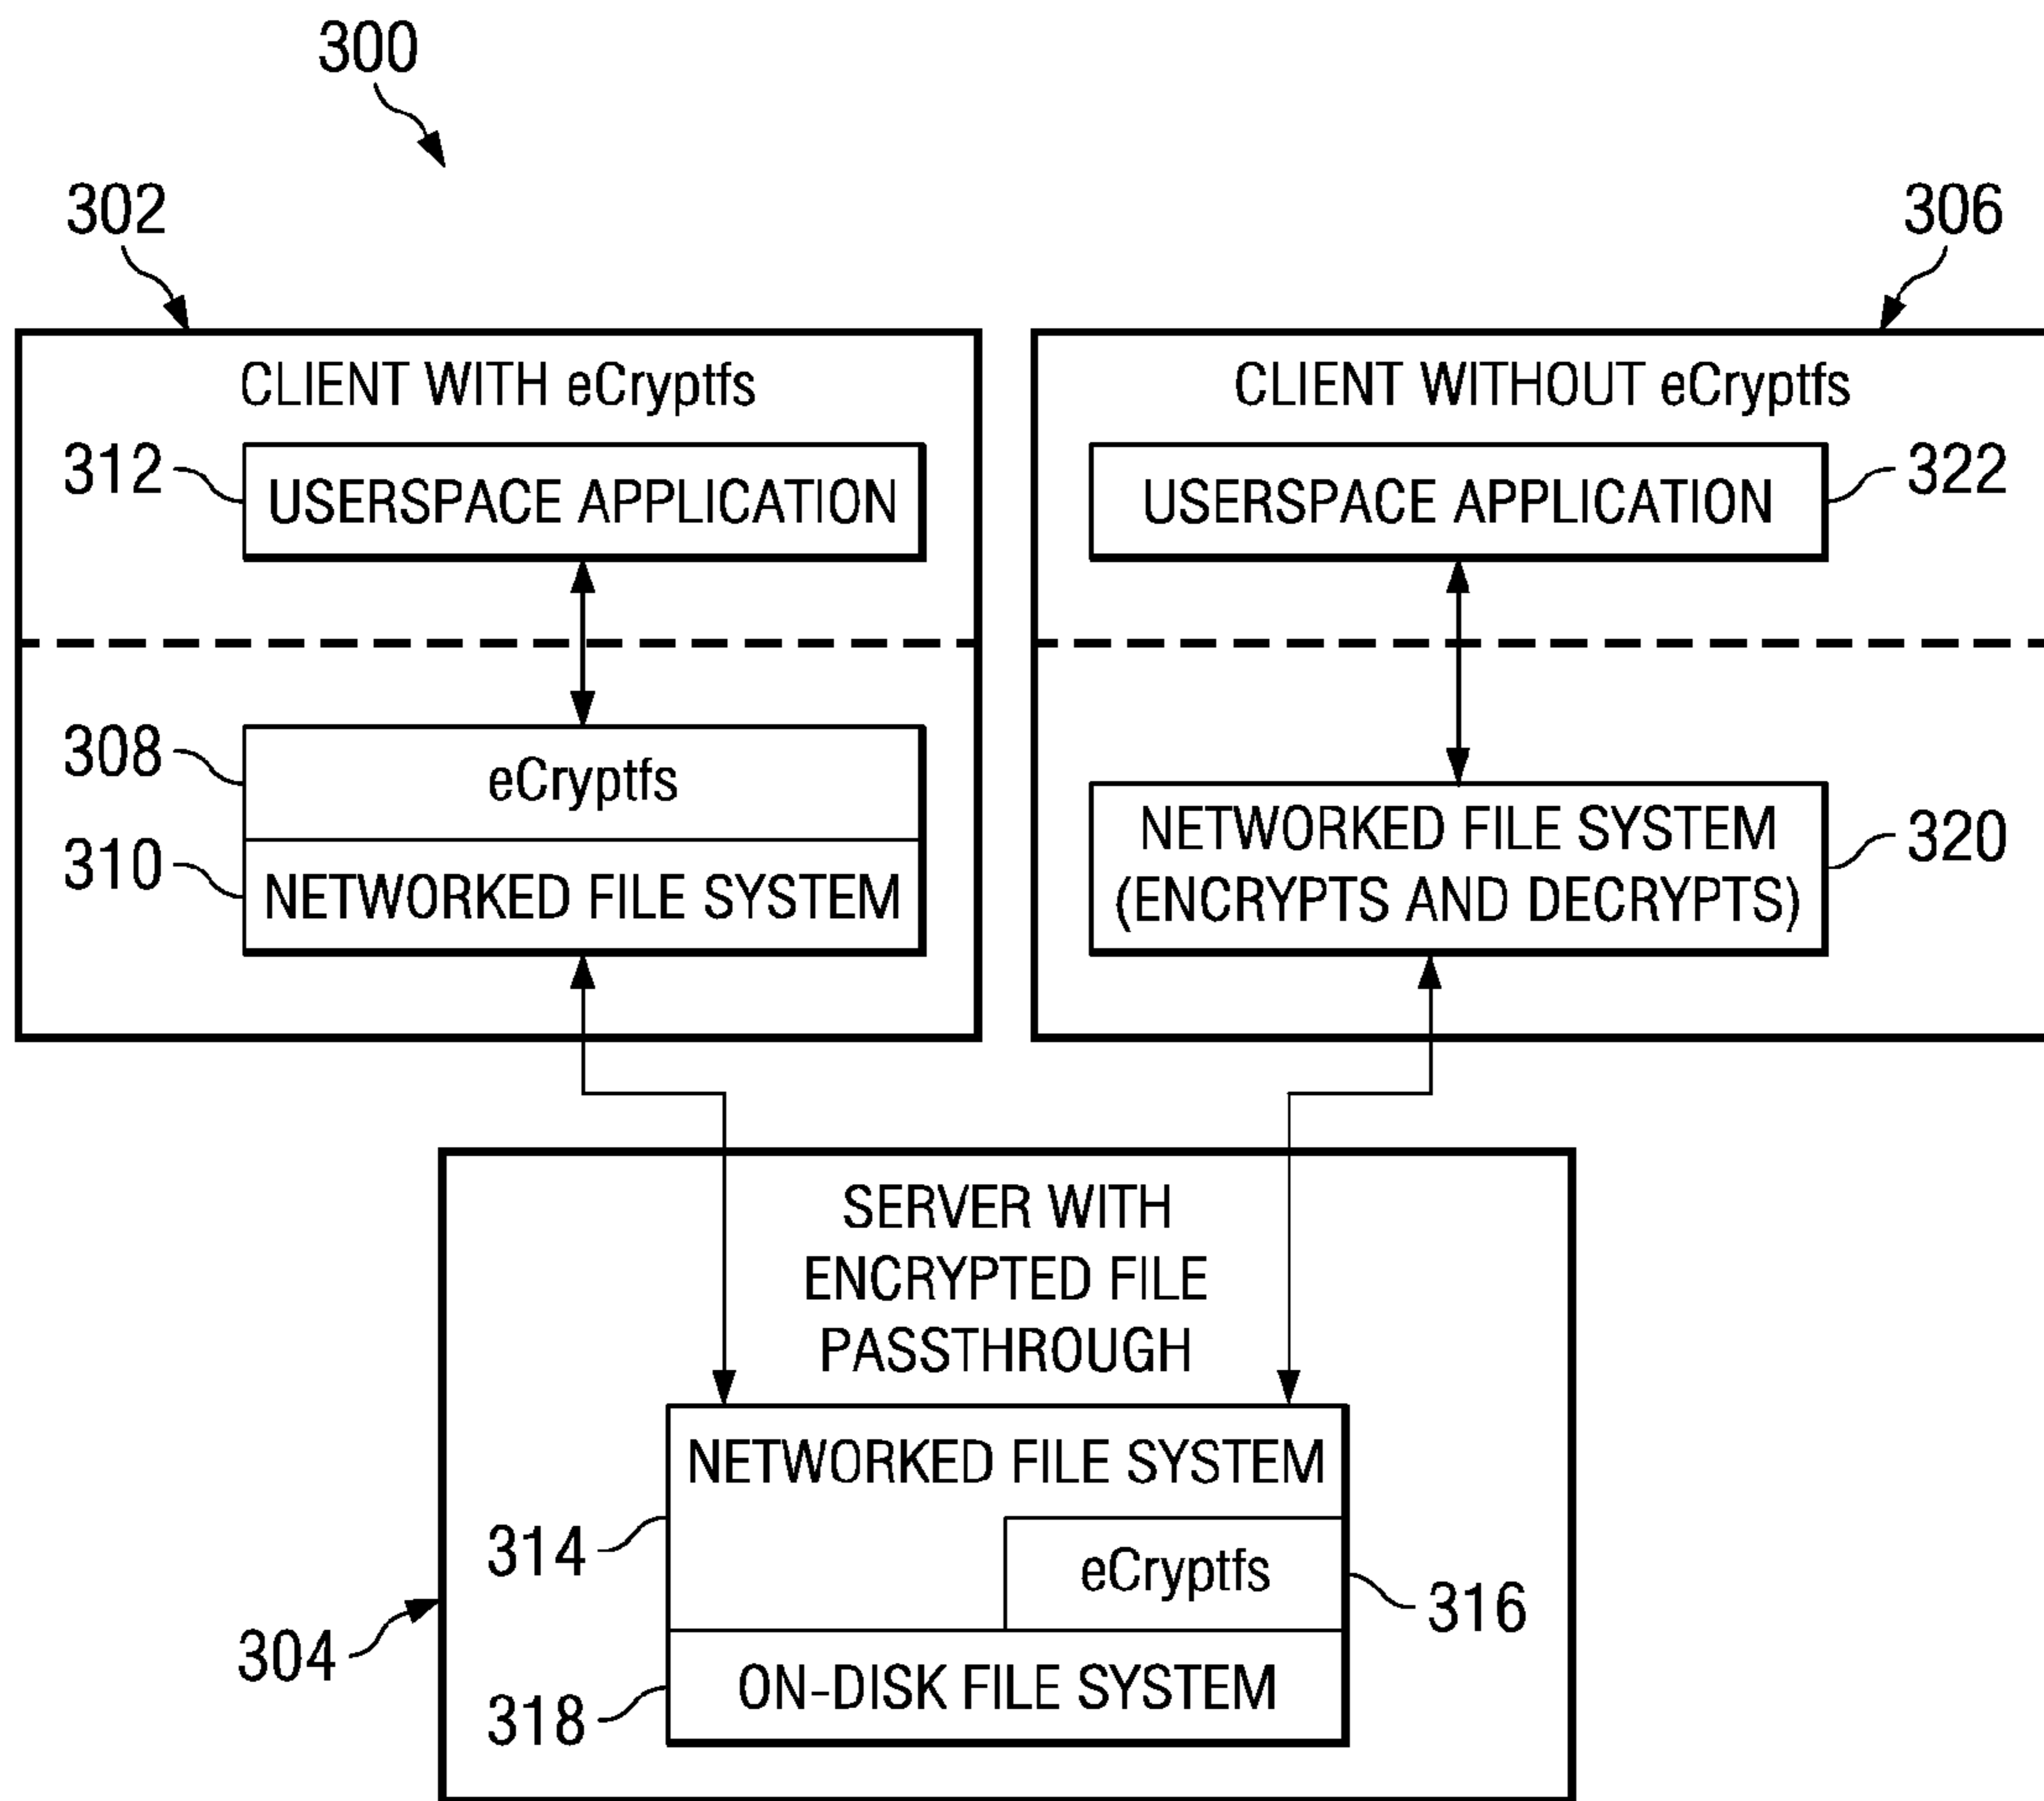 300
302
306
CLIENT WITH eCryptfs
312
USERSPACE APPLICATION
308
eCryptfs
310
NETWORKED FILE SYSTEM
CLIENT WITHOUT eCryptfs
USERSPACE APPLICATION
322
NETWORKED FILE SYSTEM
(ENCRYPTS AND DECRYPTS)
320
SERVER WITH
ENCRYPTED FILE
PASSTHROUGH
NETWORKED FILE SYSTEM
314
eCryptfs
316
304
ON-DISK FILE SYSTEM
318